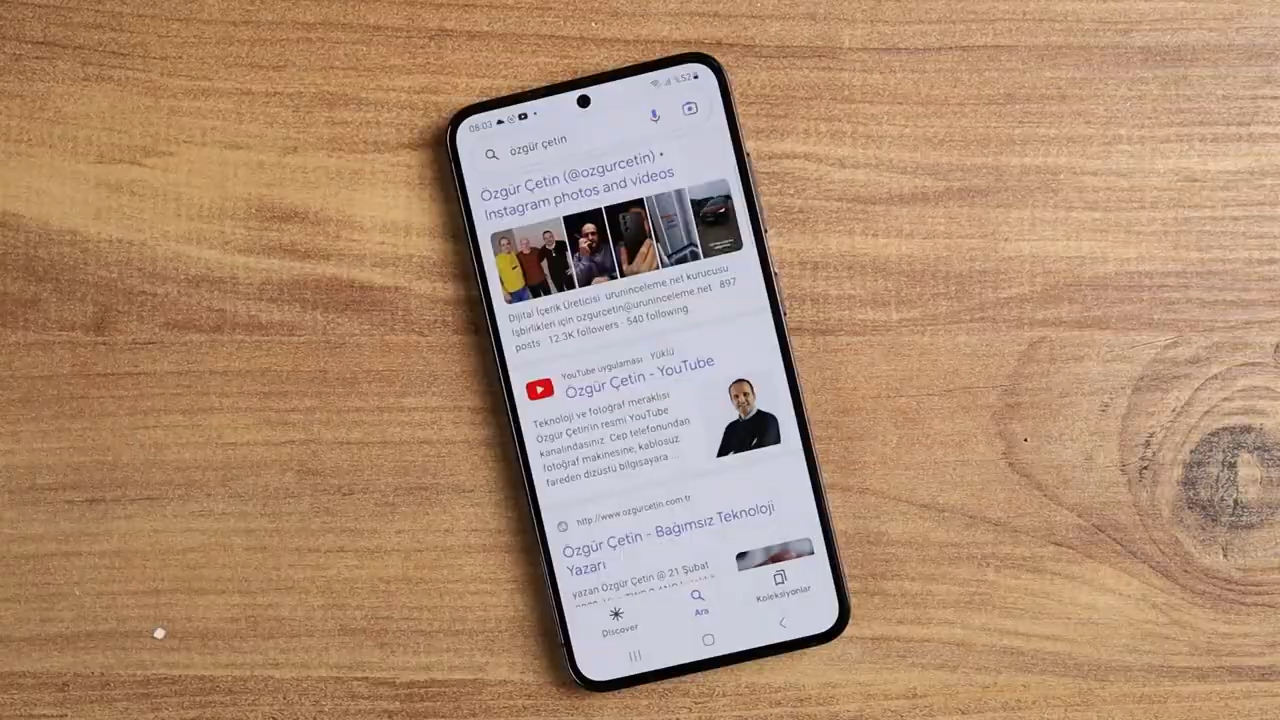 08:03
%52
özgür çetin
Özgür Çetin (@ozgurcetin) •
Instagram photos and videos
Dijital İçerik Üreticisi uruninceleme.net kurucusu
İşbirlikleri için ozgurcetin@uruninceleme.net 897
posts · 12.3K followers · 540 following
YouTube uygulaması · Yüklü
Özgür Çetin - YouTube
Teknoloji ve fotoğraf meraklısı
Özgür Çetin'in resmi YouTube
kanalındasınız. Cep telefonundan
fotoğraf makinesine, kablosuz
fareden dizüstü bilgisayara ...
http://www.ozgurcetin.com.tr
Özgür Çetin - Bağımsız Teknoloji
Yazarı
yazan Özgür Çetin @ 21 Şubat
Discover
Ara
Koleksiyonlar